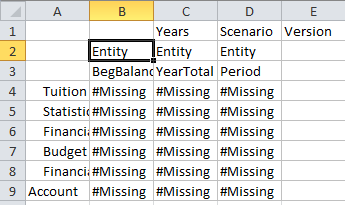 A B C D E
1 Years Scenario Version
2 Entity Entity Entity
3 BegBalanc YearTotal Period
4 Tuition #Missing #Missing #Missing
5 Statistic #Missing #Missing #Missing
6 Financia #Missing #Missing #Missing
7 Budget #Missing #Missing #Missing
8 Financia #Missing #Missing #Missing
9 Account #Missing #Missing #Missing